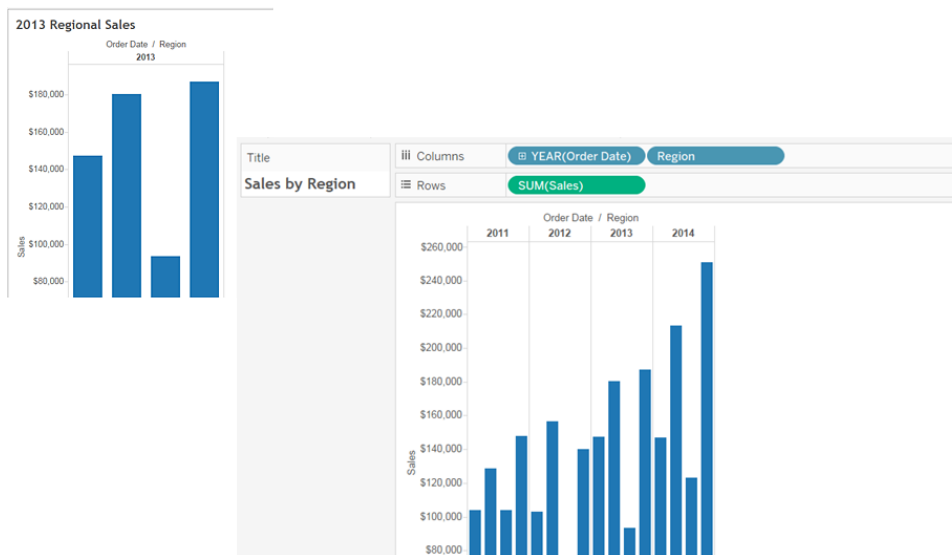 2013 Regional Sales
Order Date / Region
2013
$180,000
$160,000
$140,000
$120,000
$100,000
$80,000
Sales
Title
Sales by Region
iii Columns
YEAR(Order Date)
Region
Rows
SUM(Sales)
Order Date / Region
2011 2012 2013 2014
$260,000
$240,000
$220,000
$200,000
$180,000
$160,000
$140,000
$120,000
$100,000
$80,000
Sales